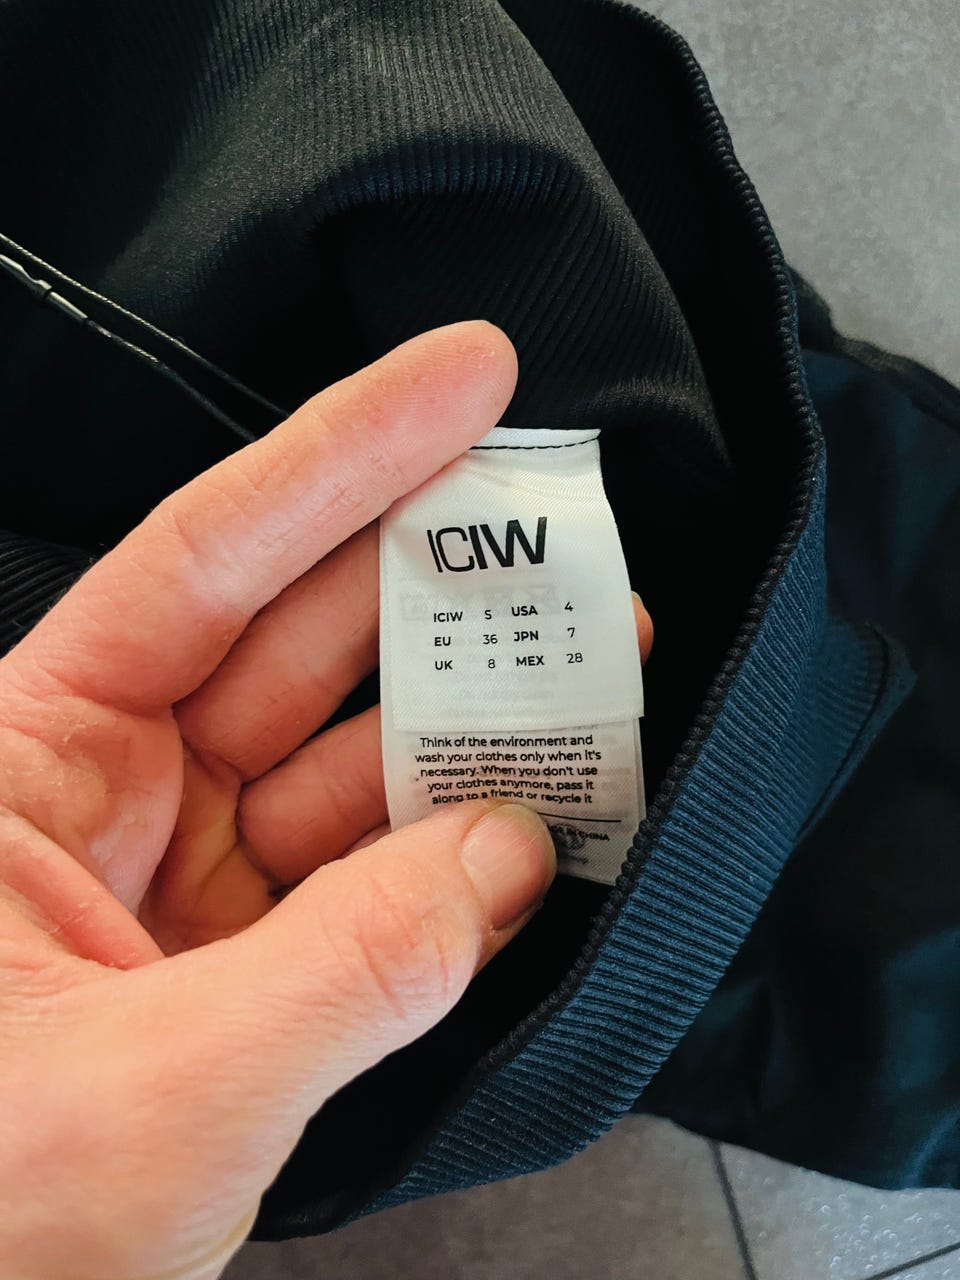 ICIW
ICIW S USA 4
EU 36 JPN 7
UK 8 MEX 28
Think of the environment and
wash your clothes only when it's
necessary. When you don't use
your clothes anymore, pass it
along to a friend or recycle it
IN CHINA